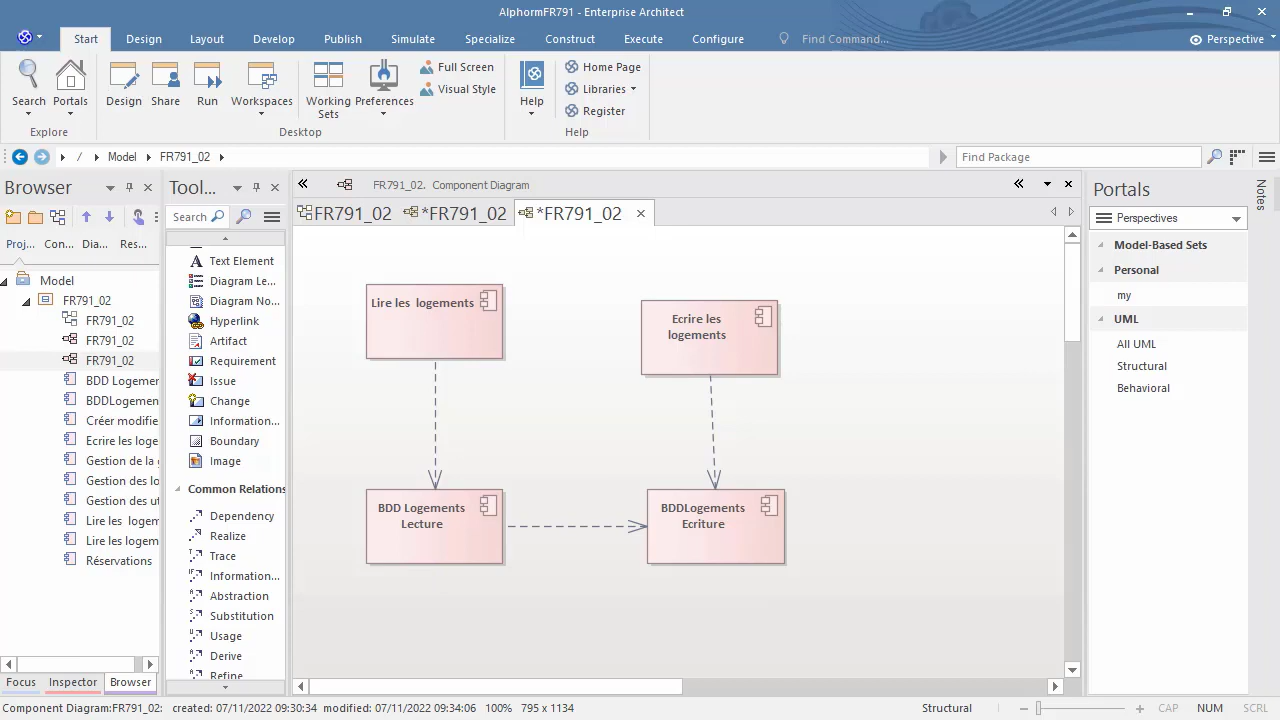 AlphormFR791 - Enterprise Architect
Start Design Layout Develop Publish Simulate Specialize Construct Execute Configure Find Command... Perspective
Search Portals Design Share Run Workspaces Working Sets Preferences
Full Screen
Visual Style
Help
Home Page
Libraries
Register
Explore Desktop Help
/ Model FR791_02 Find Package
Browser
Proj... Con... Dia... Res...
Model
FR791_02
FR791_02
FR791_02
FR791_02
BDD Logemen
BDDLogemen
Créer modifie
Ecrire les loge
Gestion de la
Gestion des lo
Gestion des ut
Lire les logem
Lire les logem
Réservations
Focus Inspector Browser
Tool...
Search
Text Element
Diagram Le...
Diagram No...
Hyperlink
Artifact
Requirement
Issue
Change
Information...
Boundary
Image
Common Relations
Dependency
Realize
Trace
Information...
Abstraction
Substitution
Usage
Derive
Refine
FR791_02. Component Diagram
FR791_02 *FR791_02 *FR791_02
Lire les logements
Ecrire les
logements
BDD Logements
Lecture
BDDLogements
Ecriture
Portals
Perspectives
Model-Based Sets
Personal
my
UML
All UML
Structural
Behavioral
Notes
Component Diagram:FR791_02: created: 07/11/2022 09:30:34 modified: 07/11/2022 09:34:06 100% 795 x 1134 Structural CAP NUM SCRL